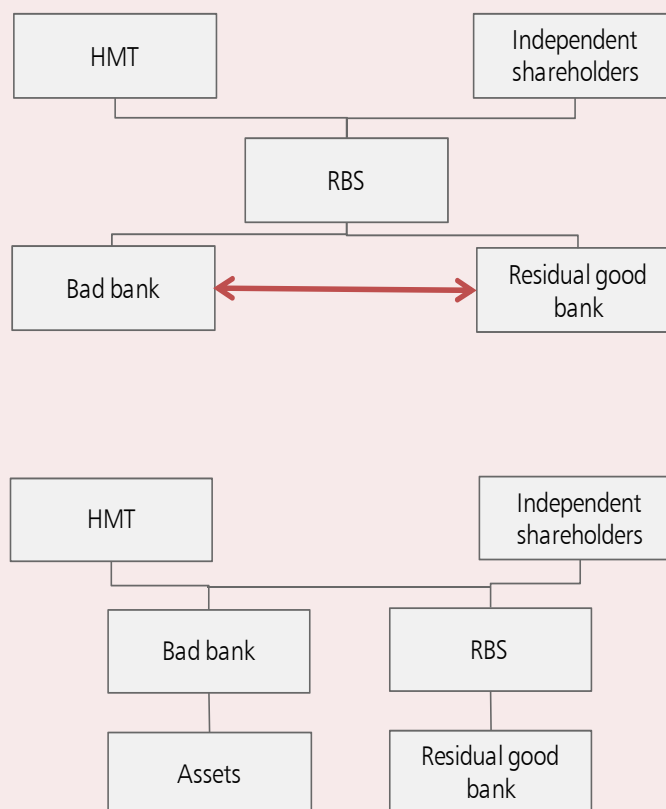 HMT
Independent
shareholders
RBS
Bad bank
Residual good
bank
HMT
Independent
shareholders
Bad bank
RBS
Assets
Residual good
bank